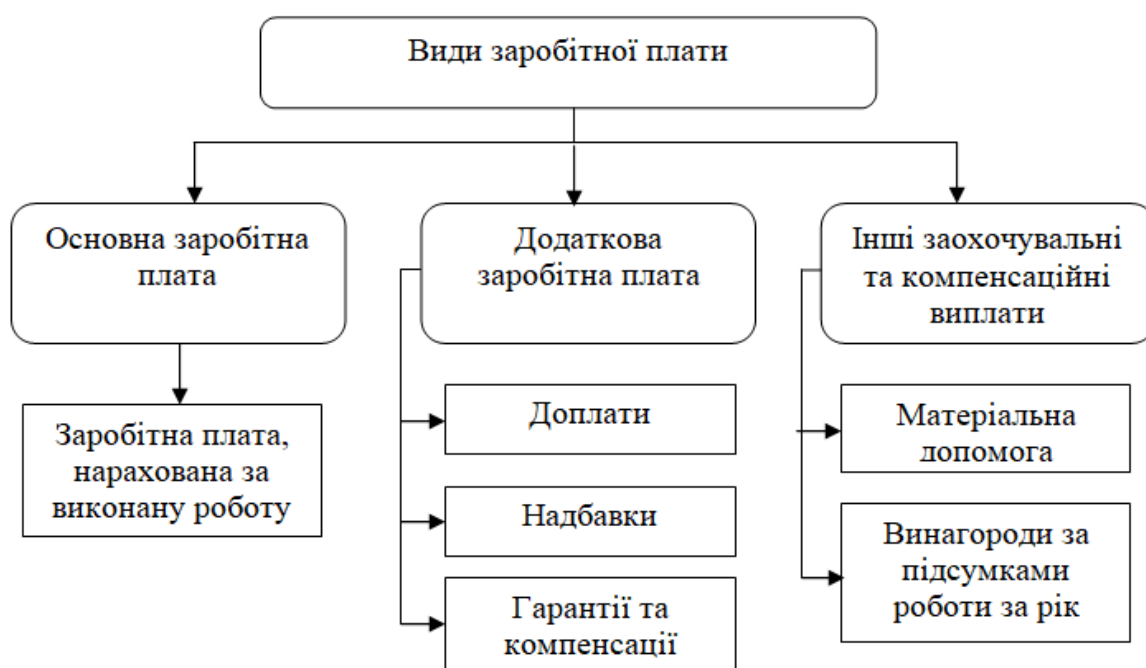 Види заробітної плати
Основна заробітна
плата
Додаткова
заробітна плата
Інші заохочувальні
та компенсаційні
виплати
Заробітна плата,
нарахована за
виконану роботу
Доплати
Надбавки
Гарантії та
компенсації
Матеріальна
допомога
Винагороди за
підсумками
роботи за рік